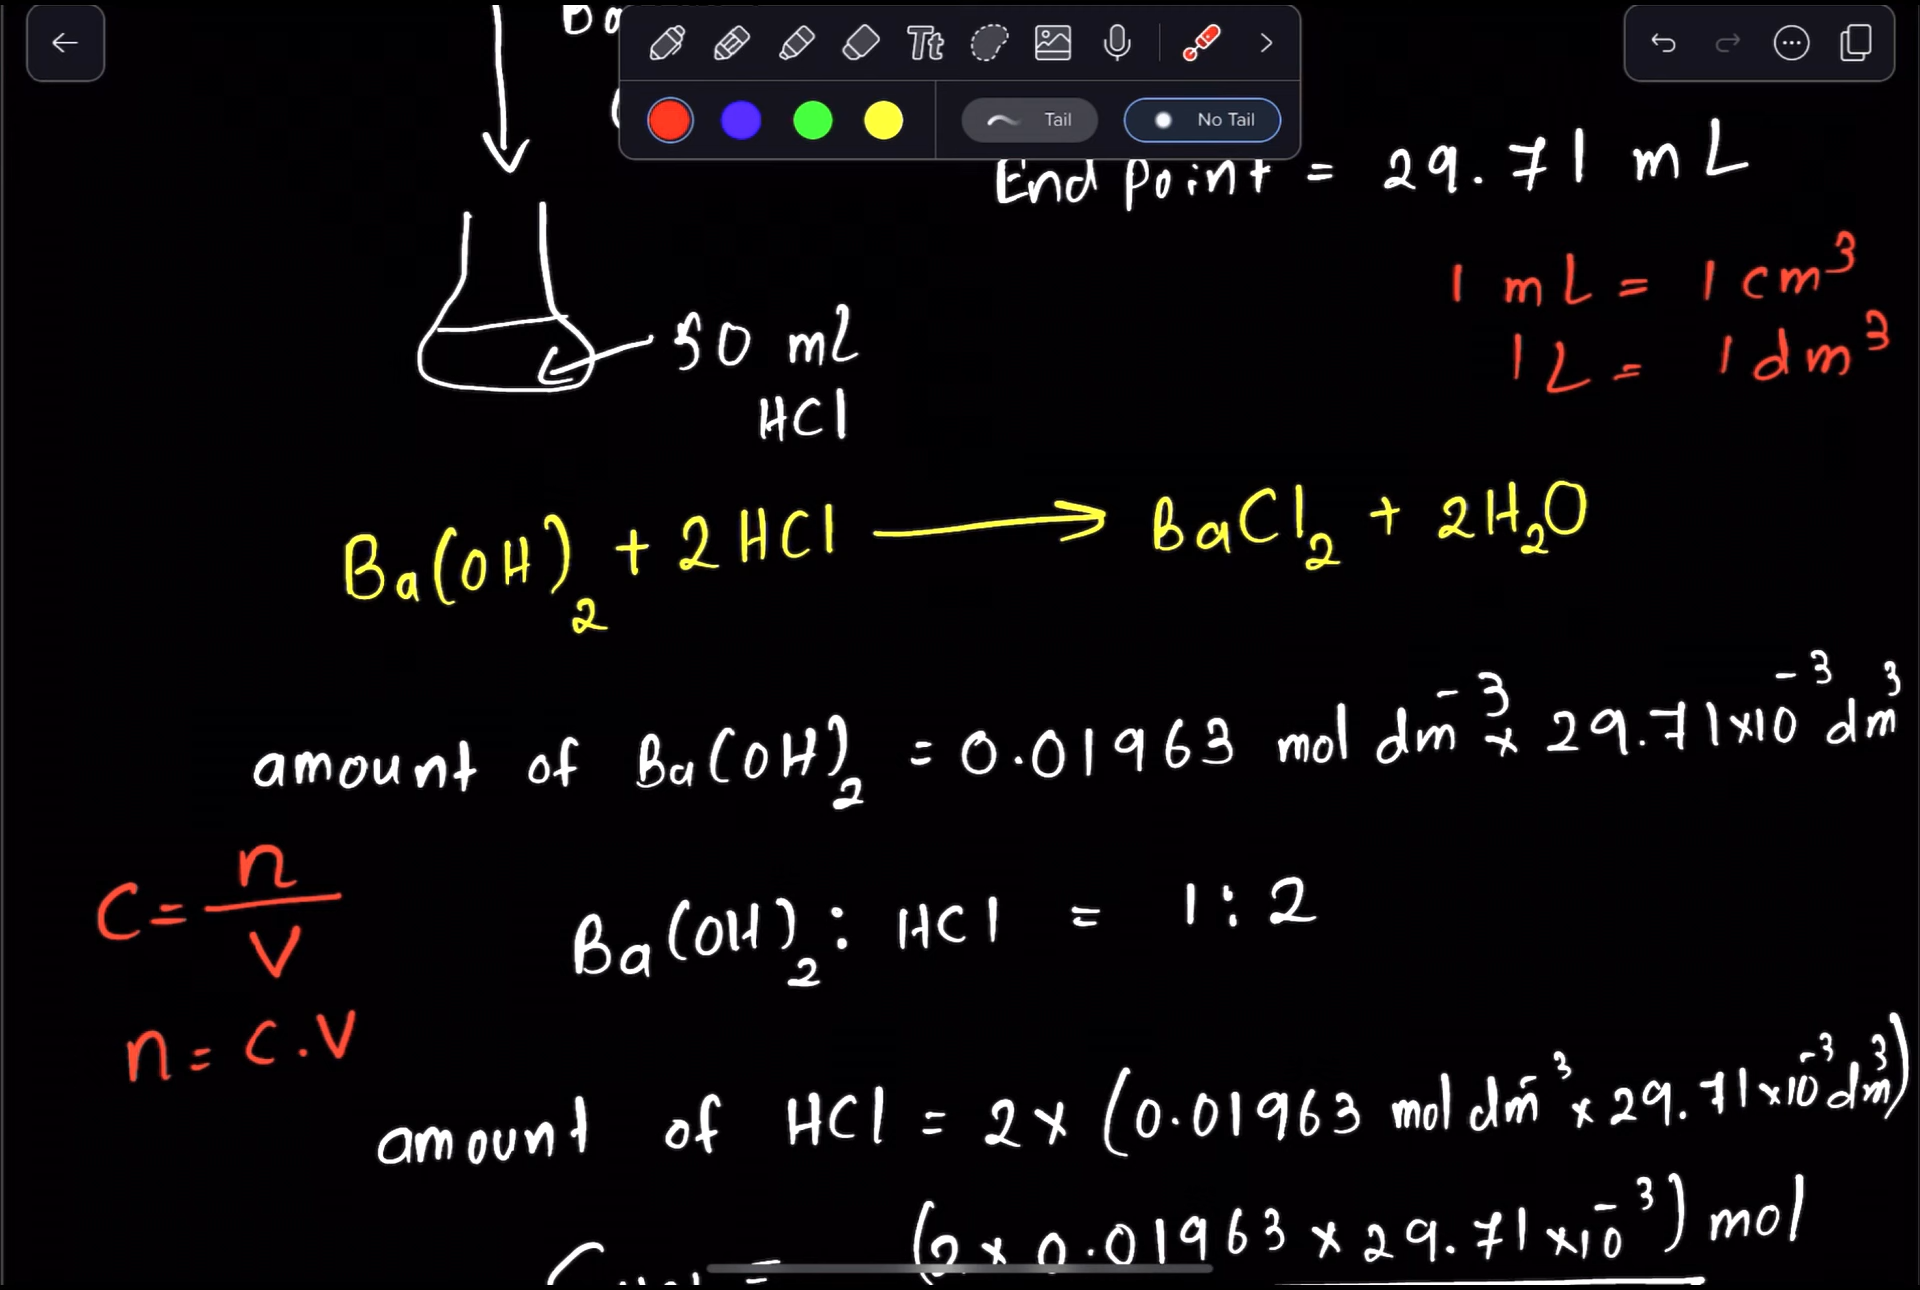 Ba
Tt
Tail
No Tail
End Point = 29.71 mL
1 mL = 1 cm³
1 L = 1 dm³
50 mL
HCl
Ba(OH)₂ + 2HCl ⟶ BaCl₂ + 2H₂O
amount of Ba(OH)₂ = 0.01963 mol dm⁻³ × 29.71×10⁻³ dm³
C = n/V
Ba(OH)₂ : HCl = 1 : 2
n = C.V
amount of HCl = 2 × (0.01963 mol dm⁻³ × 29.71×10⁻³ dm³)
(2 × 0.01963 × 29.71×10⁻³) mol